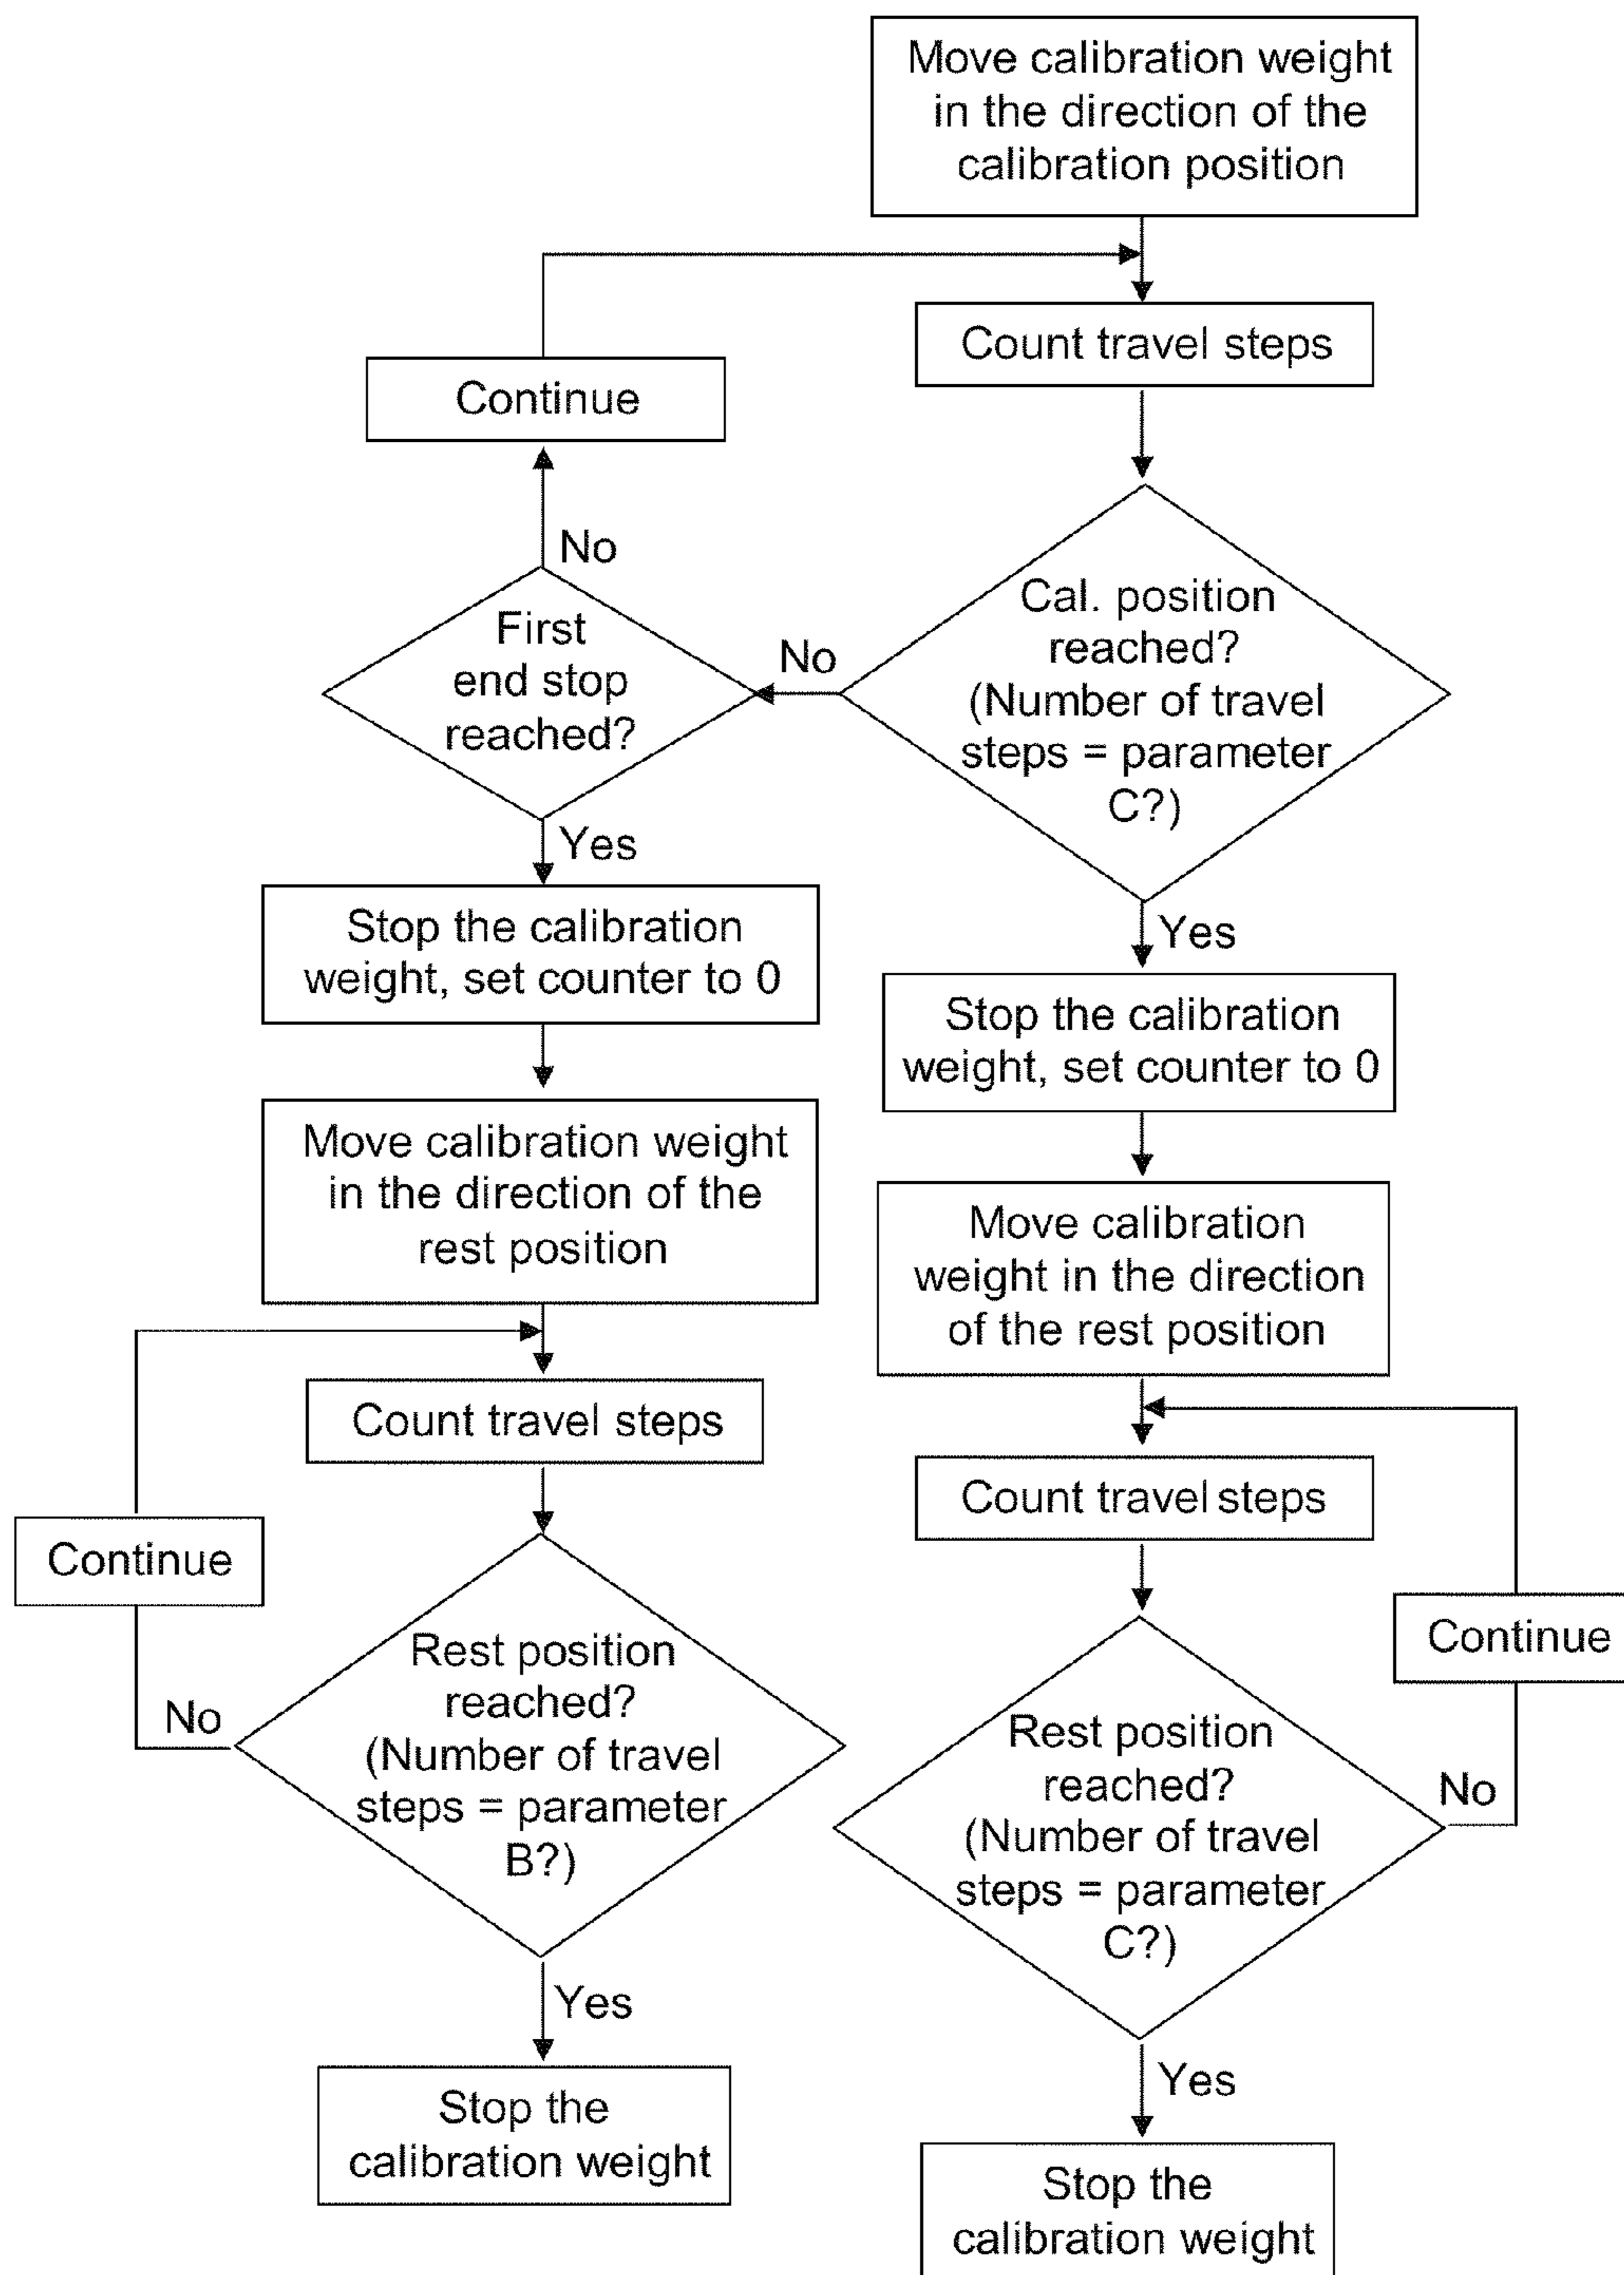 Move calibration weight
in the direction of the
calibration position
Count travel steps
Continue
No
Cal. position
reached?
(Number of travel
steps = parameter
C?)
No
First
end stop
reached?
Yes
Stop the calibration
weight, set counter to 0
Yes
Stop the calibration
weight, set counter to 0
Move calibration weight
in the direction of the
rest position
Move calibration
weight in the direction
of the rest position
Count travel steps
Count travel steps
Continue
Continue
Rest position
reached?
(Number of travel
steps = parameter
B?)
No
Rest position
reached?
(Number of travel
steps = parameter
C?)
No
Yes
Stop the
calibration weight
Yes
Stop the
calibration weight